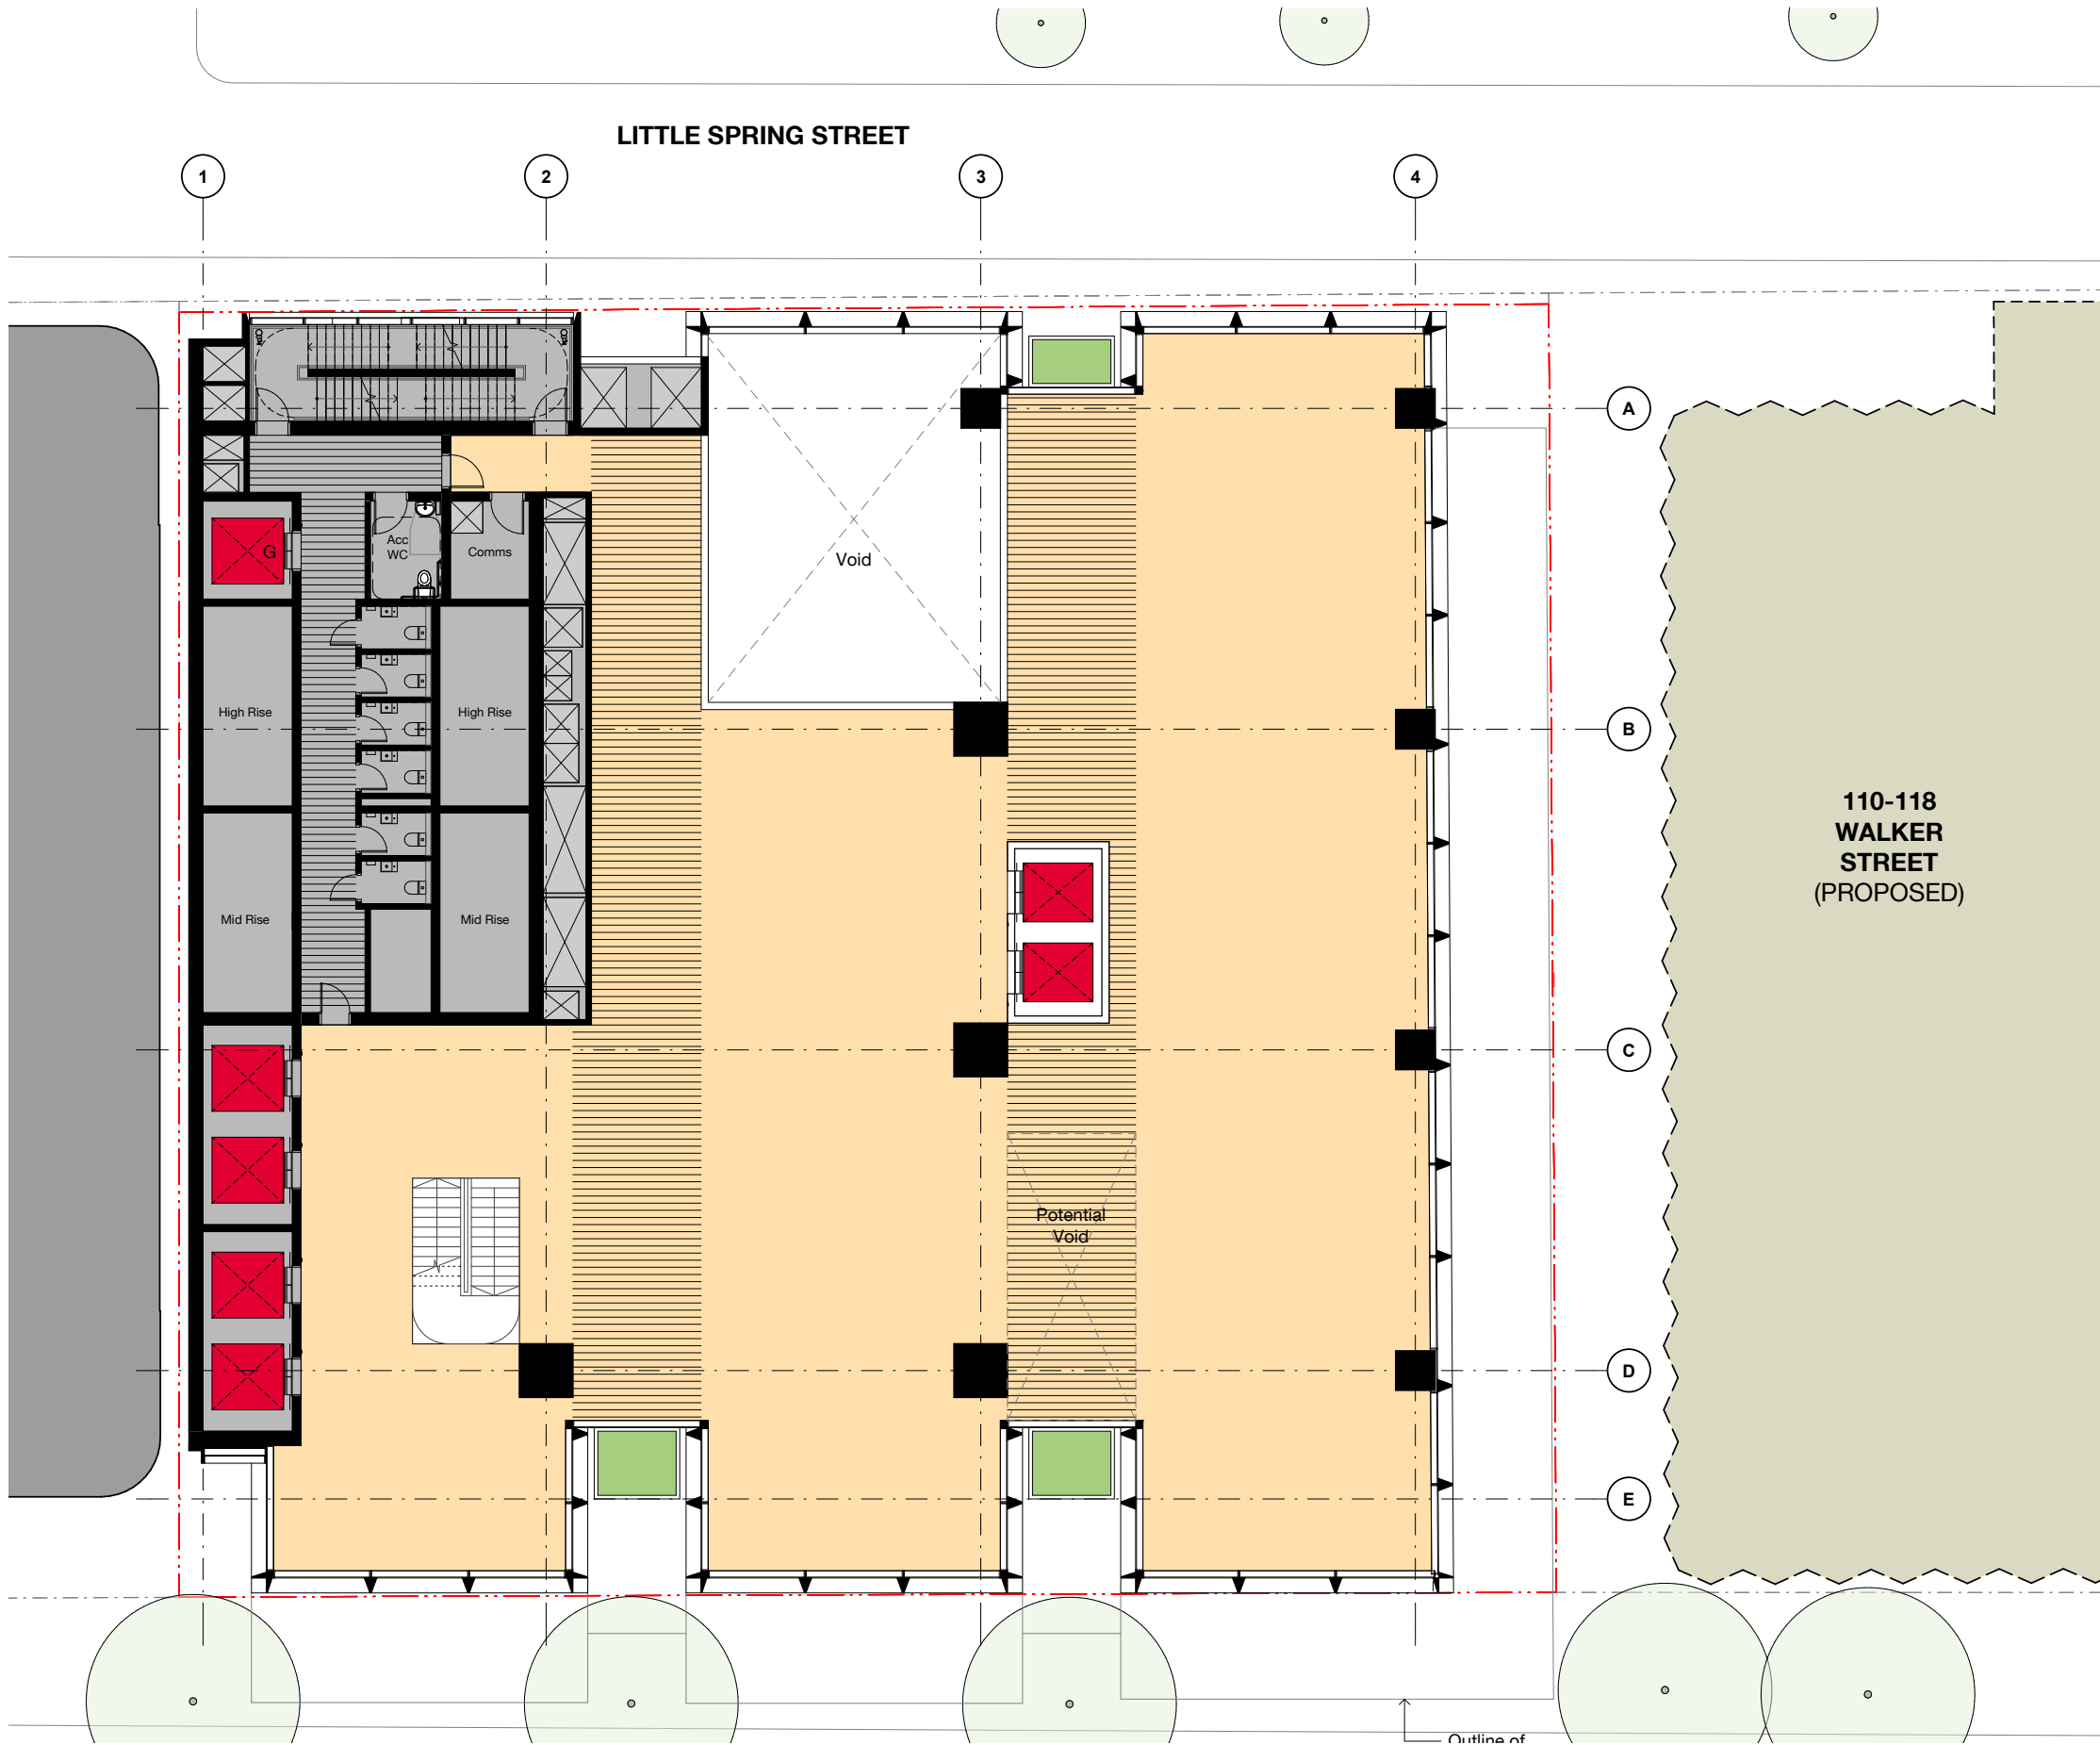 LITTLE SPRING STREET
1
2
3
4
A
G
Acc
WC
Comms
Void
High Rise
High Rise
B
110-118
WALKER
STREET
(PROPOSED)
Mid Rise
Mid Rise
C
Potential
Void
D
E
Outline of